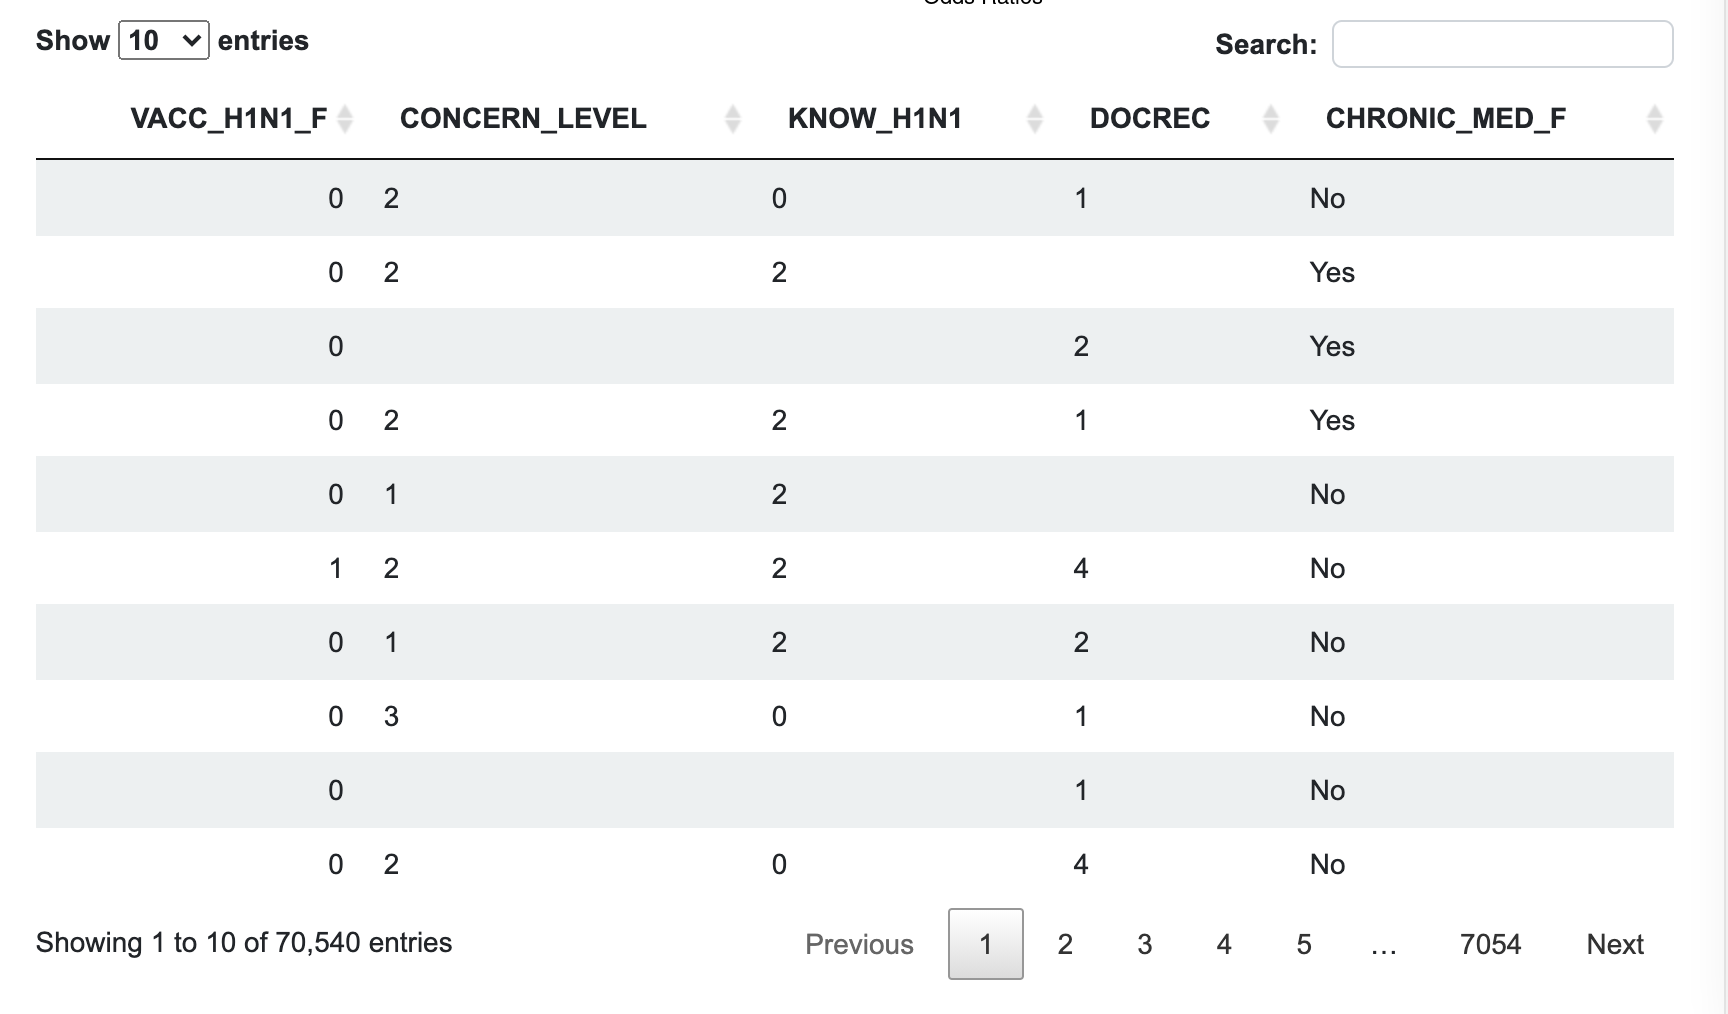 Odds Ratios
Show 10 entries Search:
VACC_H1N1_F CONCERN_LEVEL KNOW_H1N1 DOCREC CHRONIC_MED_F
0 2 0 1 No
0 2 2 Yes
0 2 Yes
0 2 2 1 Yes
0 1 2 No
1 2 2 4 No
0 1 2 2 No
0 3 0 1 No
0 1 No
0 2 0 4 No
Showing 1 to 10 of 70,540 entries Previous 1 2 3 4 5 … 7054 Next